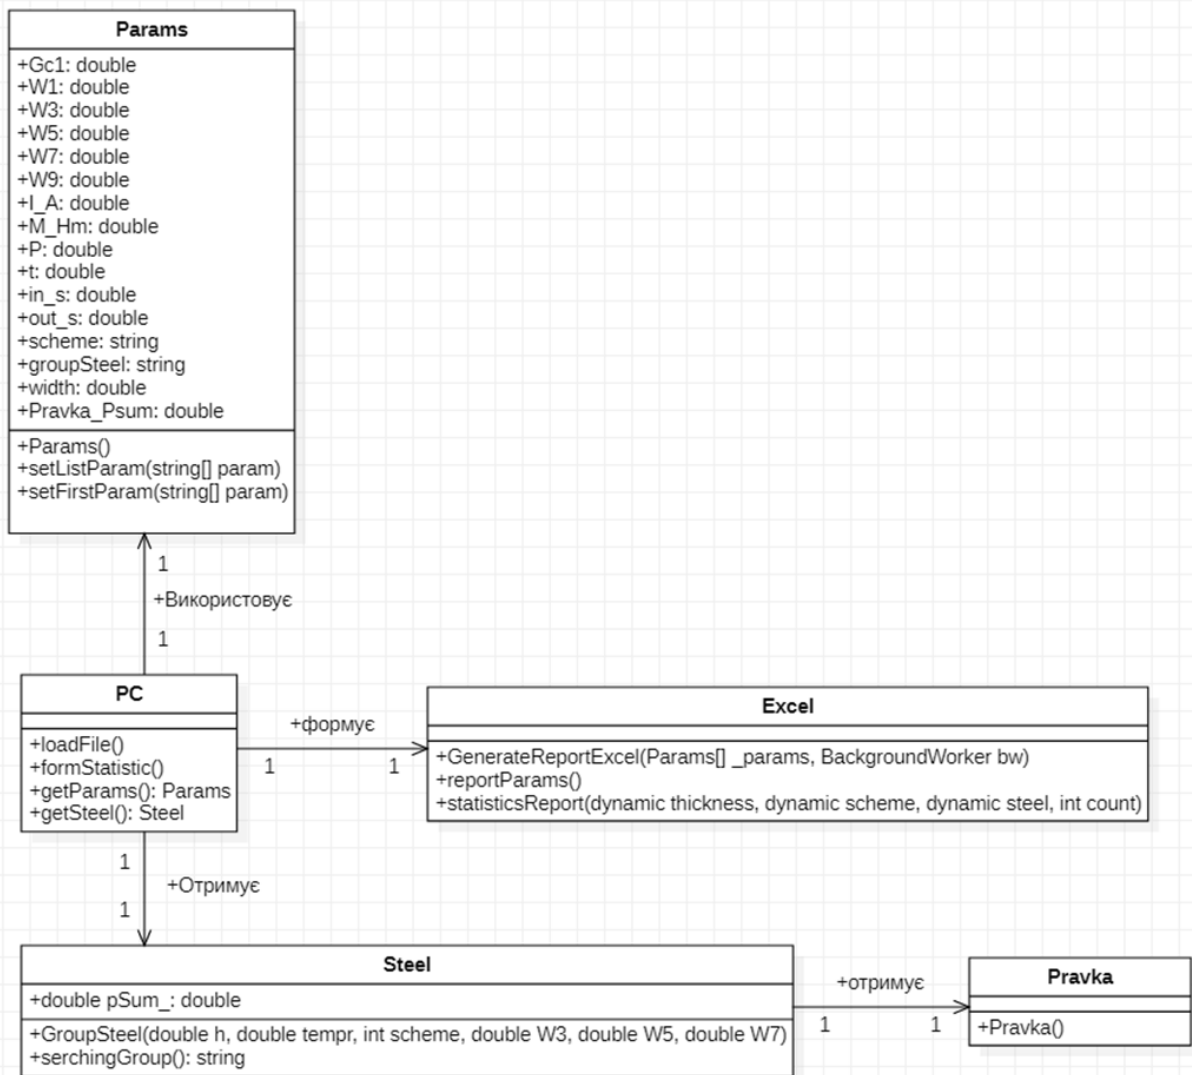 Params
+Gc1: double
+W1: double
+W3: double
+W5: double
+W7: double
+W9: double
+I_A: double
+M_Hm: double
+P: double
+t: double
+in_s: double
+out_s: double
+scheme: string
+groupSteel: string
+width: double
+Pravka_Psum: double
+Params()
+setListParam(string[] param)
+setFirstParam(string[] param)
1
+Використовує
1
PC
+loadFile()
+formStatistic()
+getParams(): Params
+getSteel(): Steel
+формує
1
1
Excel
+GenerateReportExcel(Params[] _params, BackgroundWorker bw)
+reportParams()
+statisticsReport(dynamic thickness, dynamic scheme, dynamic steel, int count)
1
+Отримує
1
Steel
+double pSum_: double
+GroupSteel(double h, double tempr, int scheme, double W3, double W5, double W7)
+serchingGroup(): string
+отримує
1
1
Pravka
+Pravka()